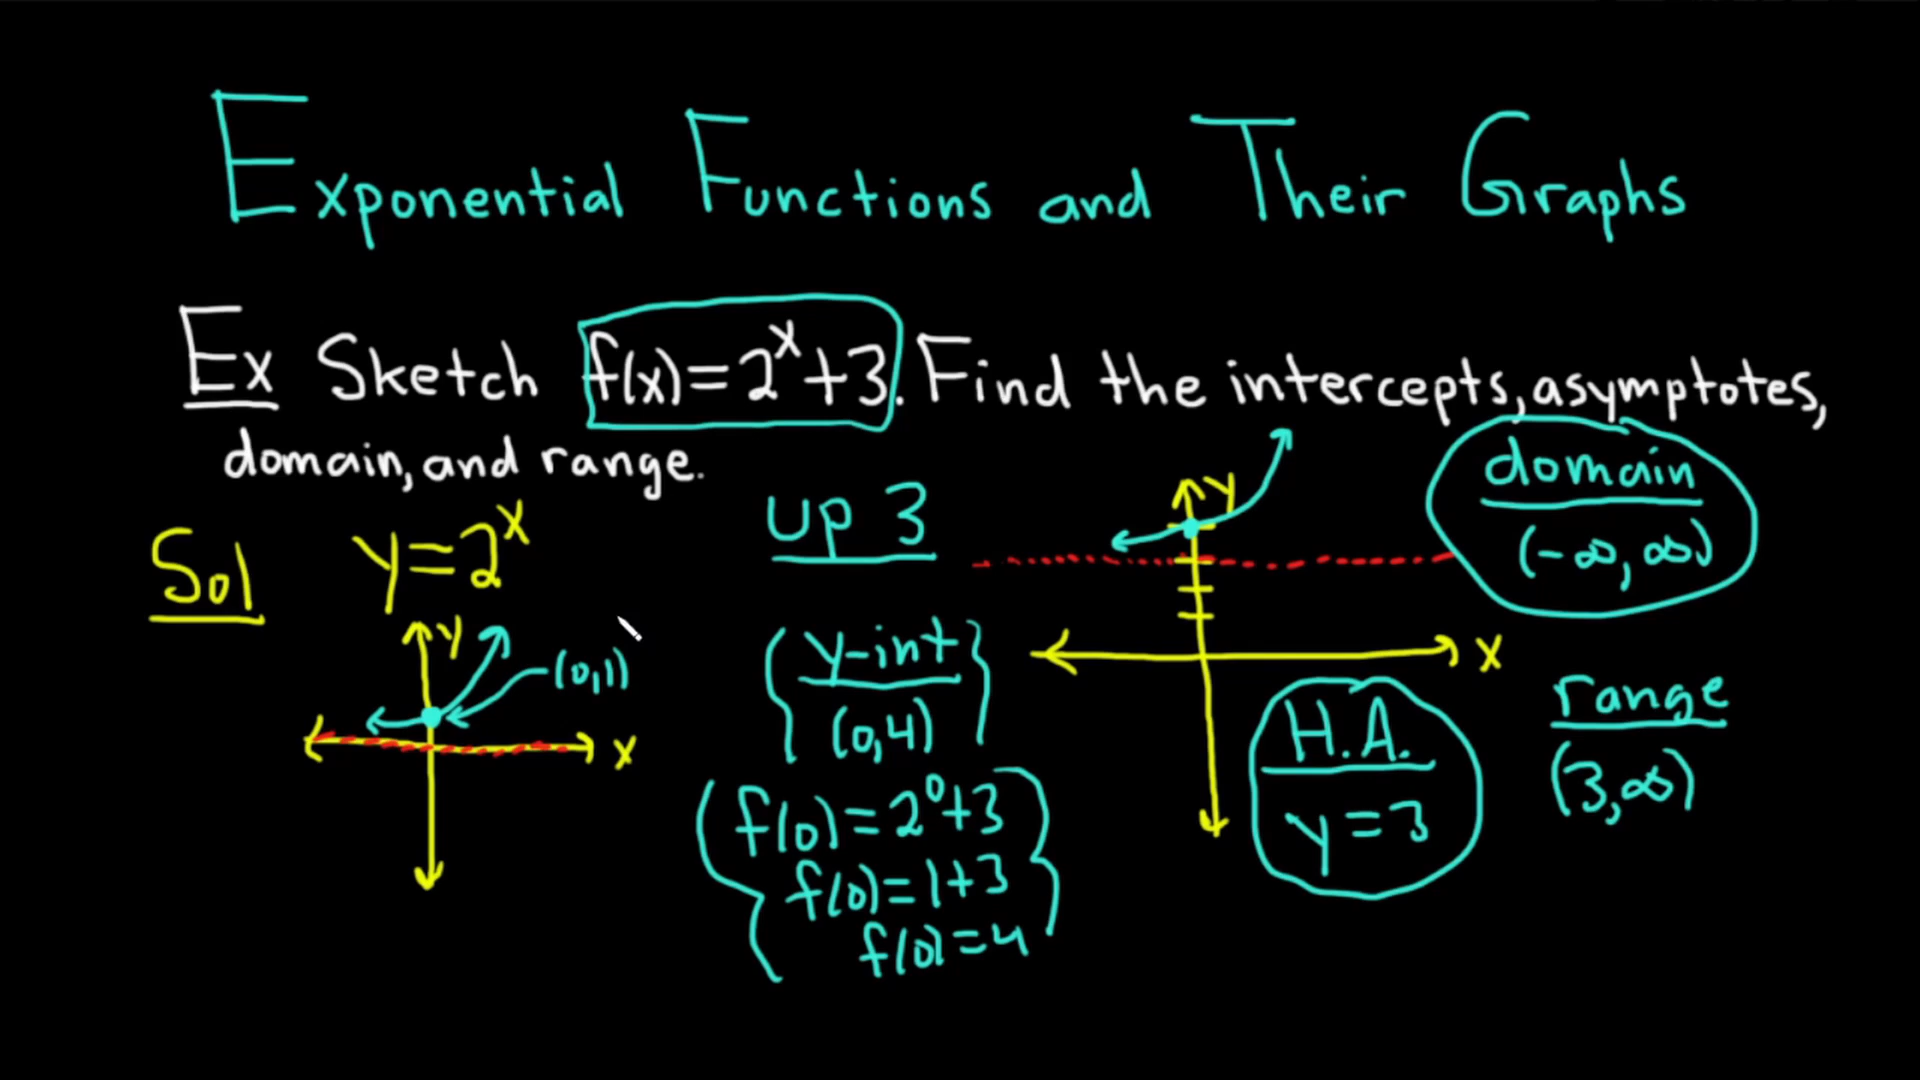 Exponential Functions and Their Graphs
Ex Sketch f(x)=2^x+3. Find the intercepts, asymptotes,
domain, and range.
Sol
y=2^x
y
(0,1)
x
up 3
y-int
(0,4)
f(0)=2^0+3
f(0)=1+3
f(0)=4
y
x
H.A.
y=3
domain
(-∞,∞)
range
(3,∞)